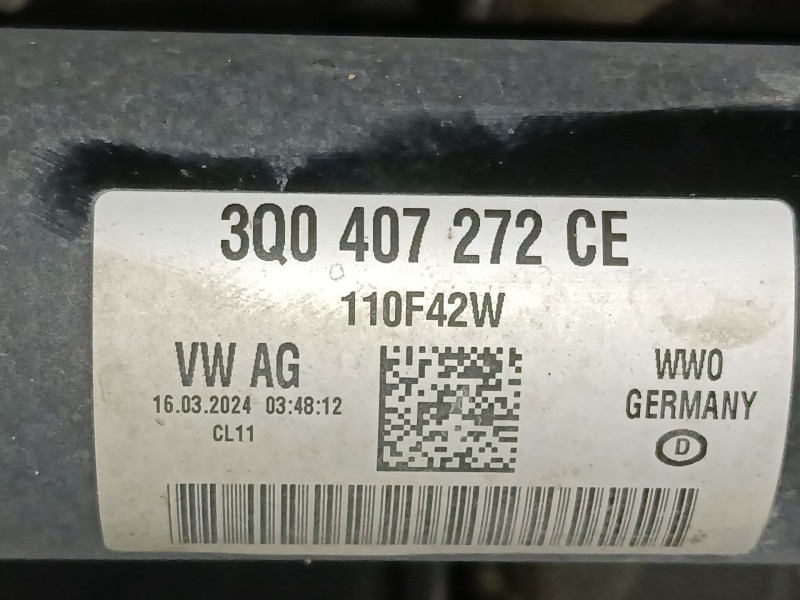 3Q0 407 272 CE
110F42W
VW AG
16.03.2024 03:48:12
CL11
WWO
GERMANY
D